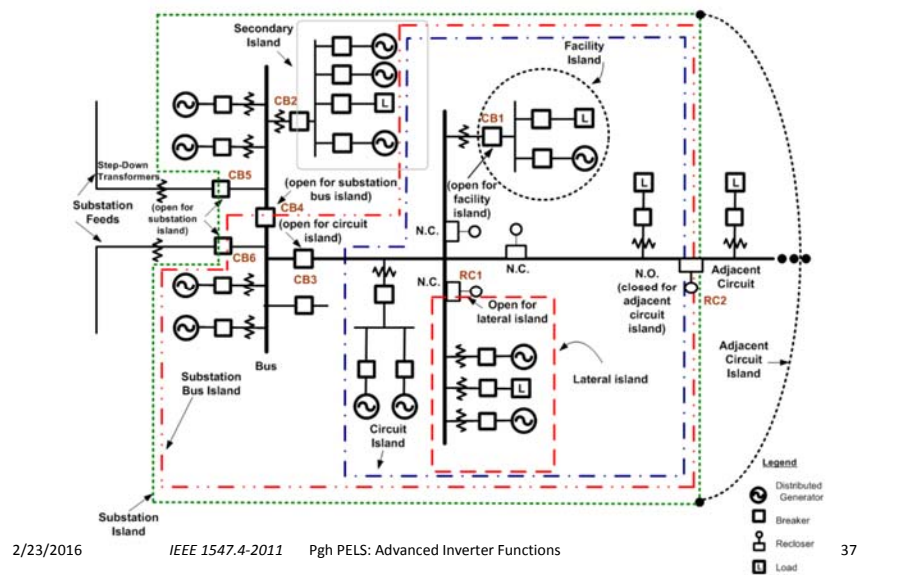 Secondary
Island
Facility
Island
CB2
L
CB1
L
Step-Down
Transformers
CB5
(open for substation
bus island)
(open for
facility
island)
L
L
Substation
Feeds
(open for
substation
island)
CB4
(open for circuit
island)
N.C.
CB6
CB3
N.C.
N.C.
RC1
N.O.
(closed for
adjacent
circuit
island)
Adjacent
Circuit
RC2
Open for
lateral island
Bus
Adjacent
Circuit
Island
Substation
Bus Island
L
Lateral island
Circuit
Island
Legend
Distributed
Generator
Breaker
Recloser
L Load
Substation
Island
2/23/2016
IEEE 1547.4-2011
Pgh PELS: Advanced Inverter Functions
37